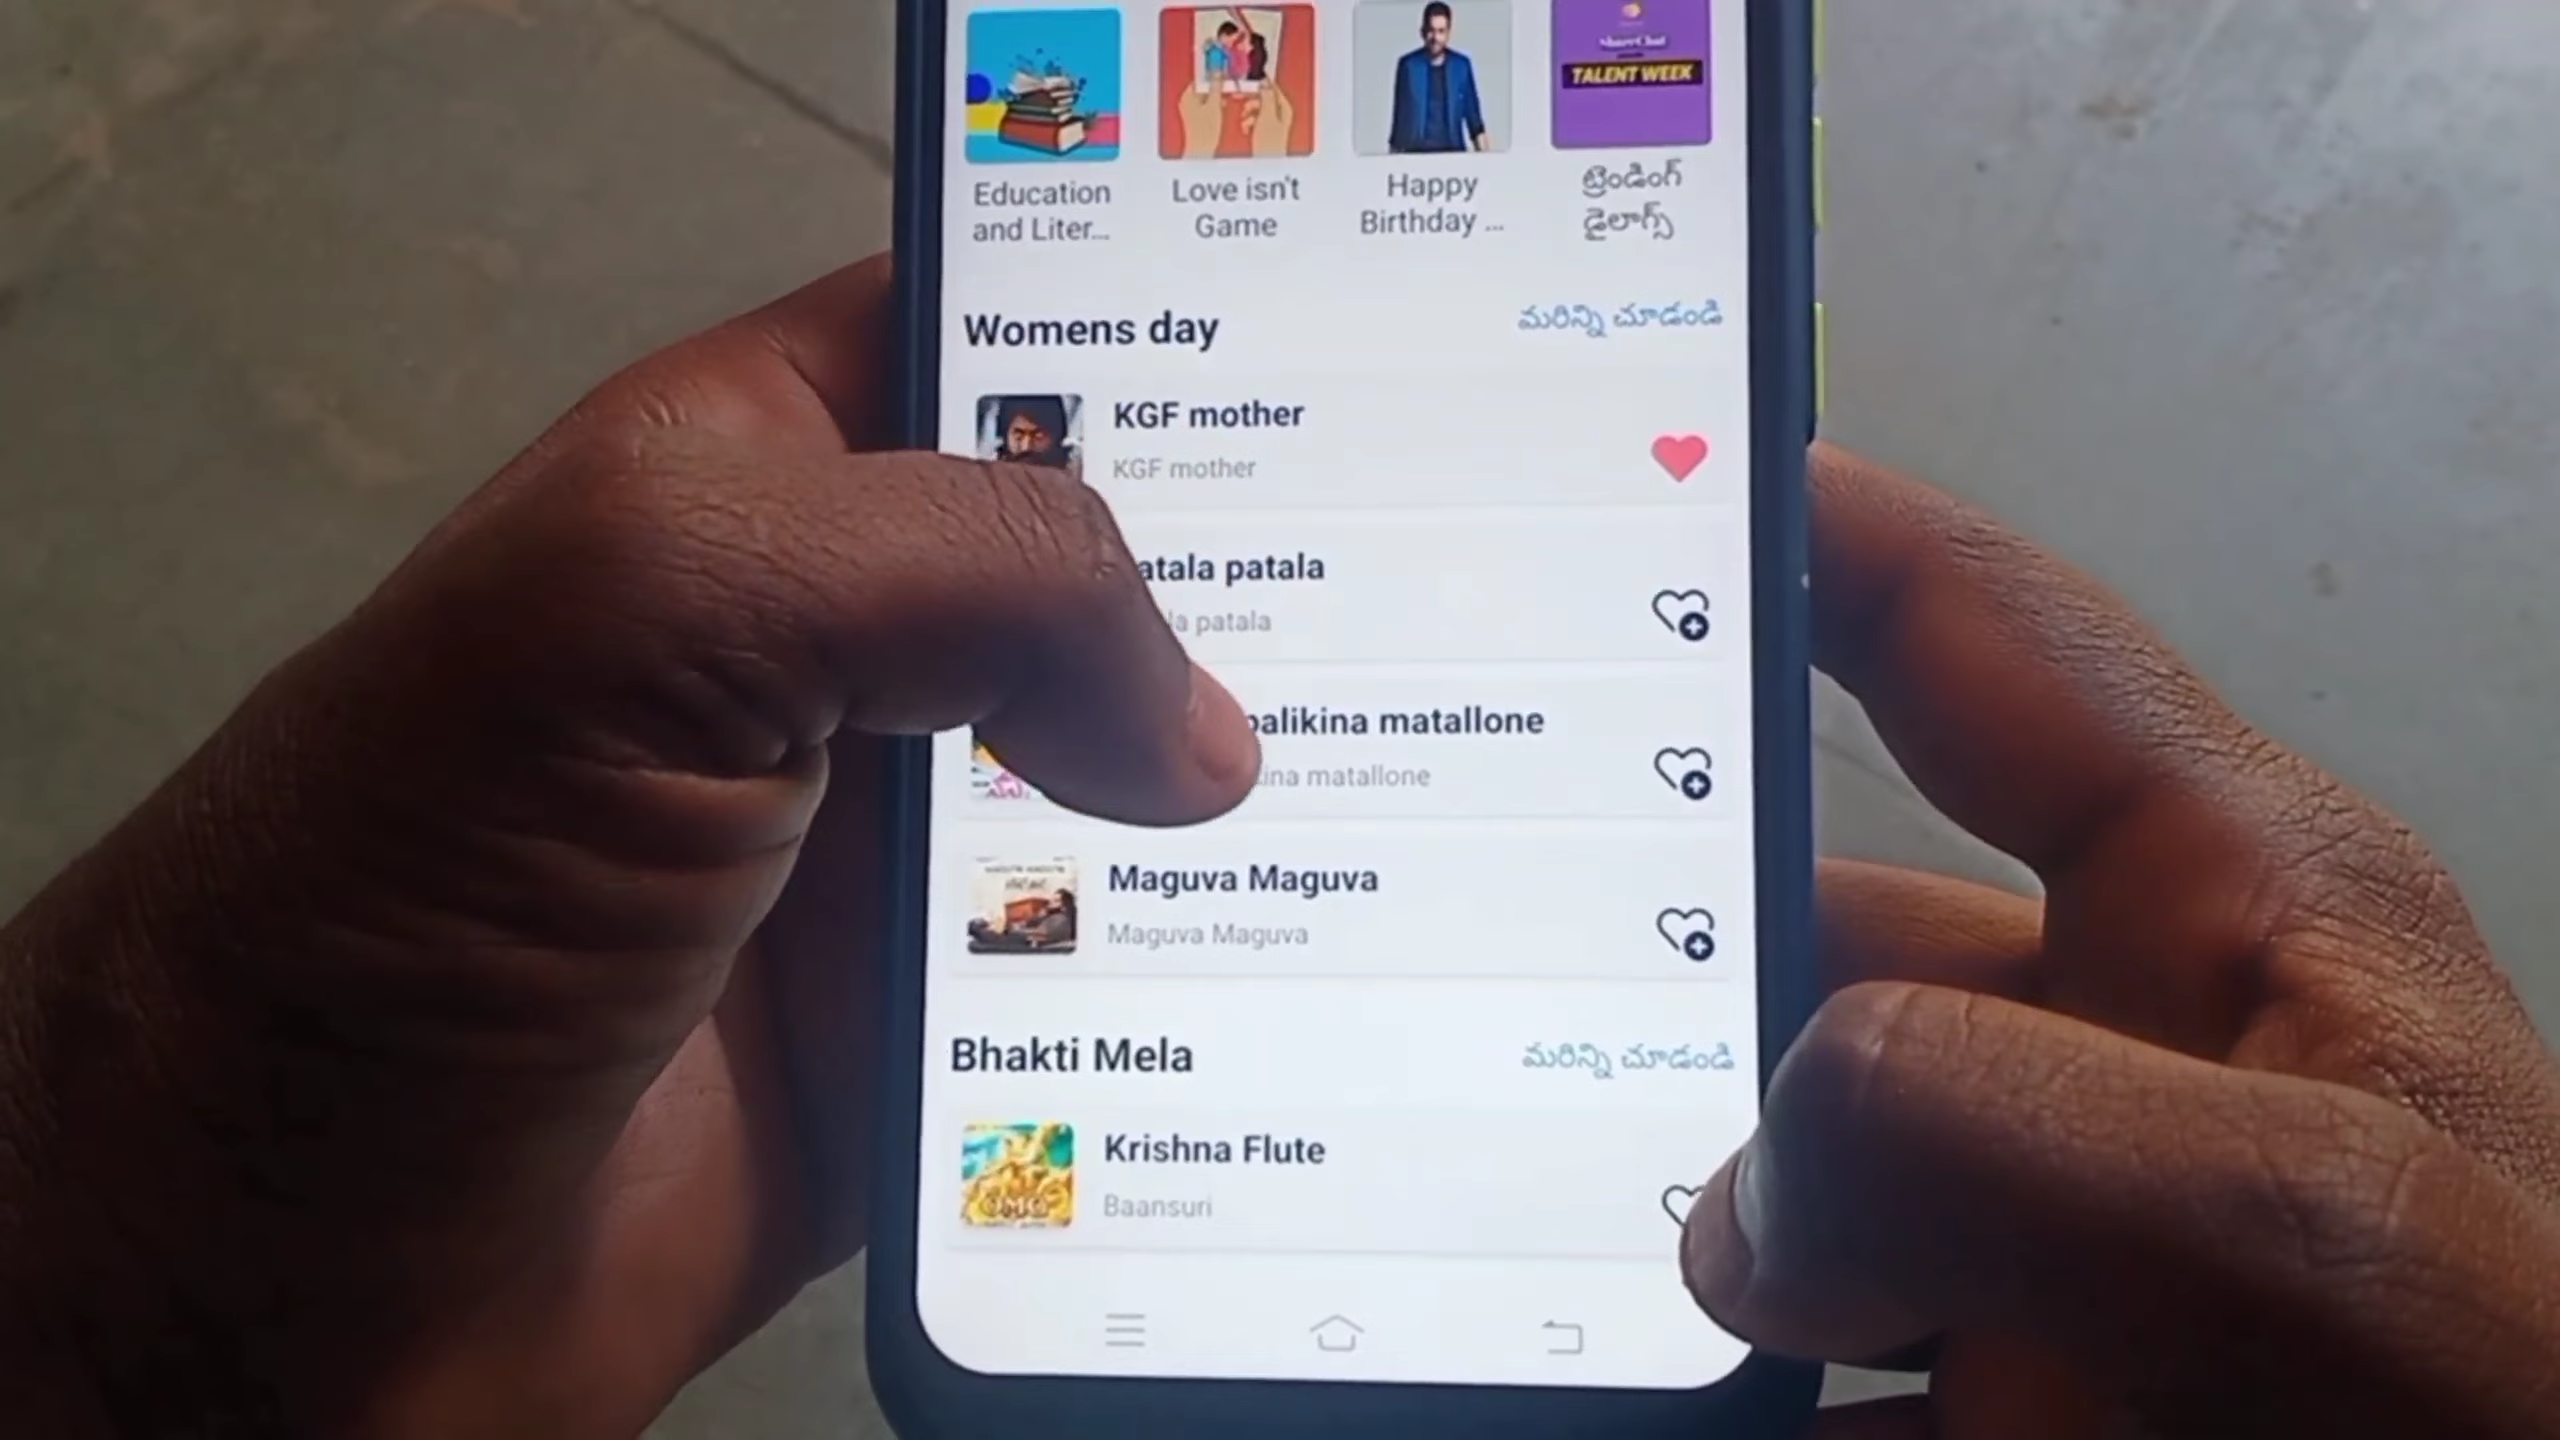 ShareChat
TALENT WEEK
Education
and Liter...
Love isn't
Game
Happy
Birthday ...
ట్రెండింగ్
డైలాగ్స్
Womens day
మరిన్ని చూడండి
KGF mother
KGF mother
atala patala
la patala
palikina matallone
kina matallone
Maguva Maguva
Maguva Maguva
Bhakti Mela
మరిన్ని చూడండి
Krishna Flute
Baansuri